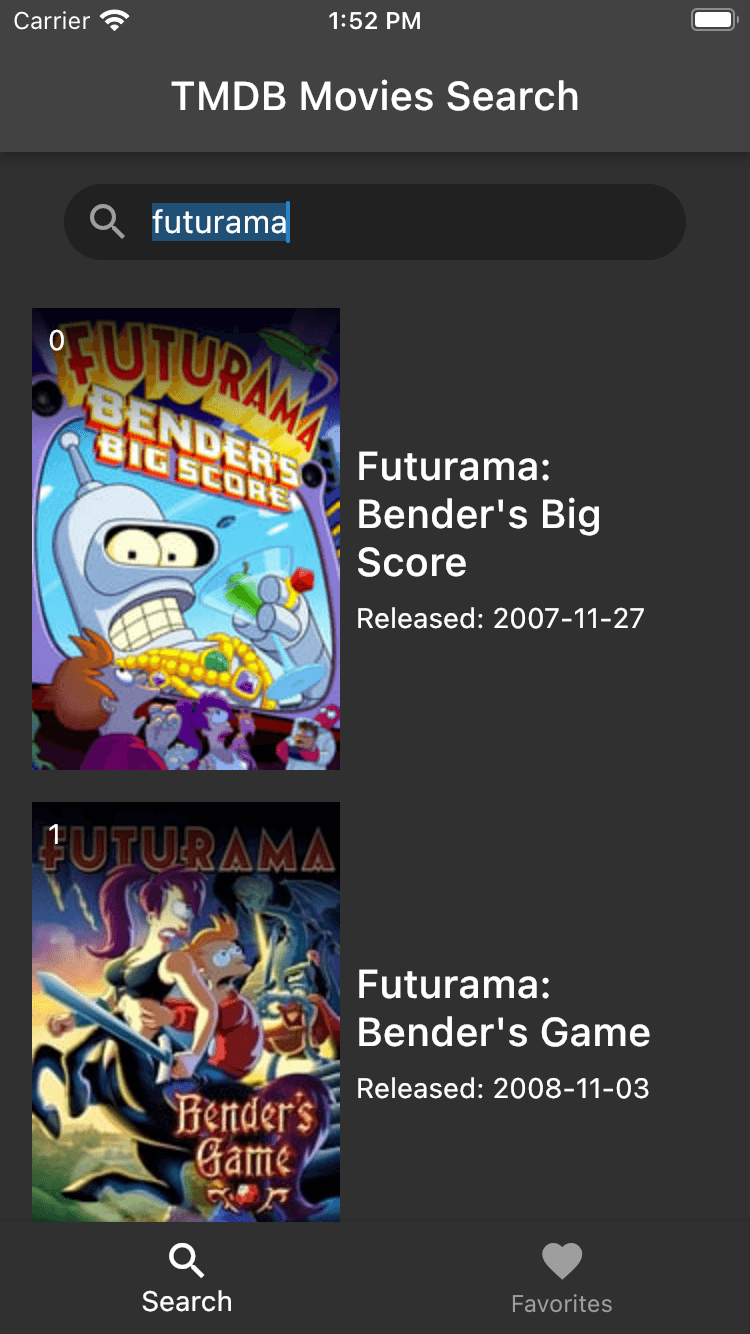 Carrier 1:52 PM
TMDB Movies Search
futurama
0
FUTURAMA
BENDER'S
BIG SCORE
Futurama:
Bender's Big
Score
Released: 2007-11-27
1
FUTURAMA
Bender's
Game
Futurama:
Bender's Game
Released: 2008-11-03
Search Favorites